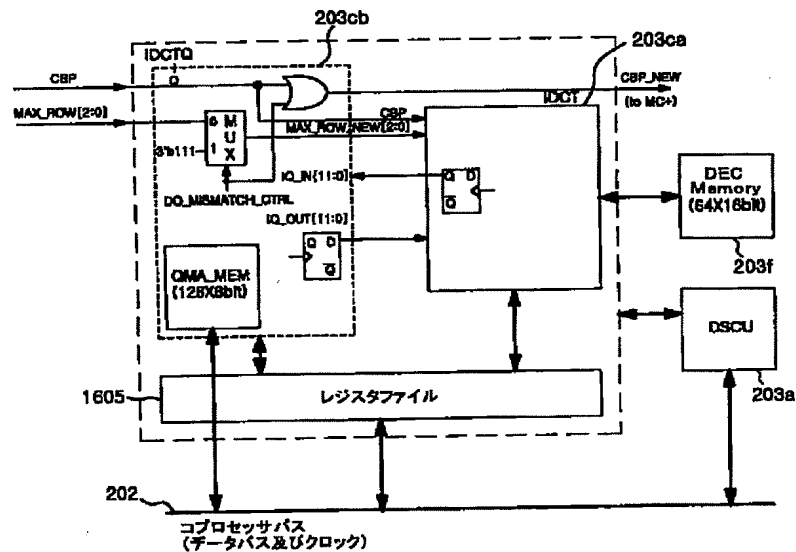 203cb
IDCTQ
203ca
CBP
CBP_NEW
(to MC+)
IDCT
MAX_ROW[2:0]
CBP
MAX_ROW_NEW[2:0]
M
U
X
1
3'b111
IQ_IN[11:0]
DQ_MISMATCH_CTRL
Q D
Q
IQ_OUT[11:0]
D Q
Q
DEC
Memory
(64X16bit)
203f
QMA_MEM
(128X8bit)
DSCU
203a
1605
レジスタファイル
202
コプロセッサバス
(データバス及びクロック)